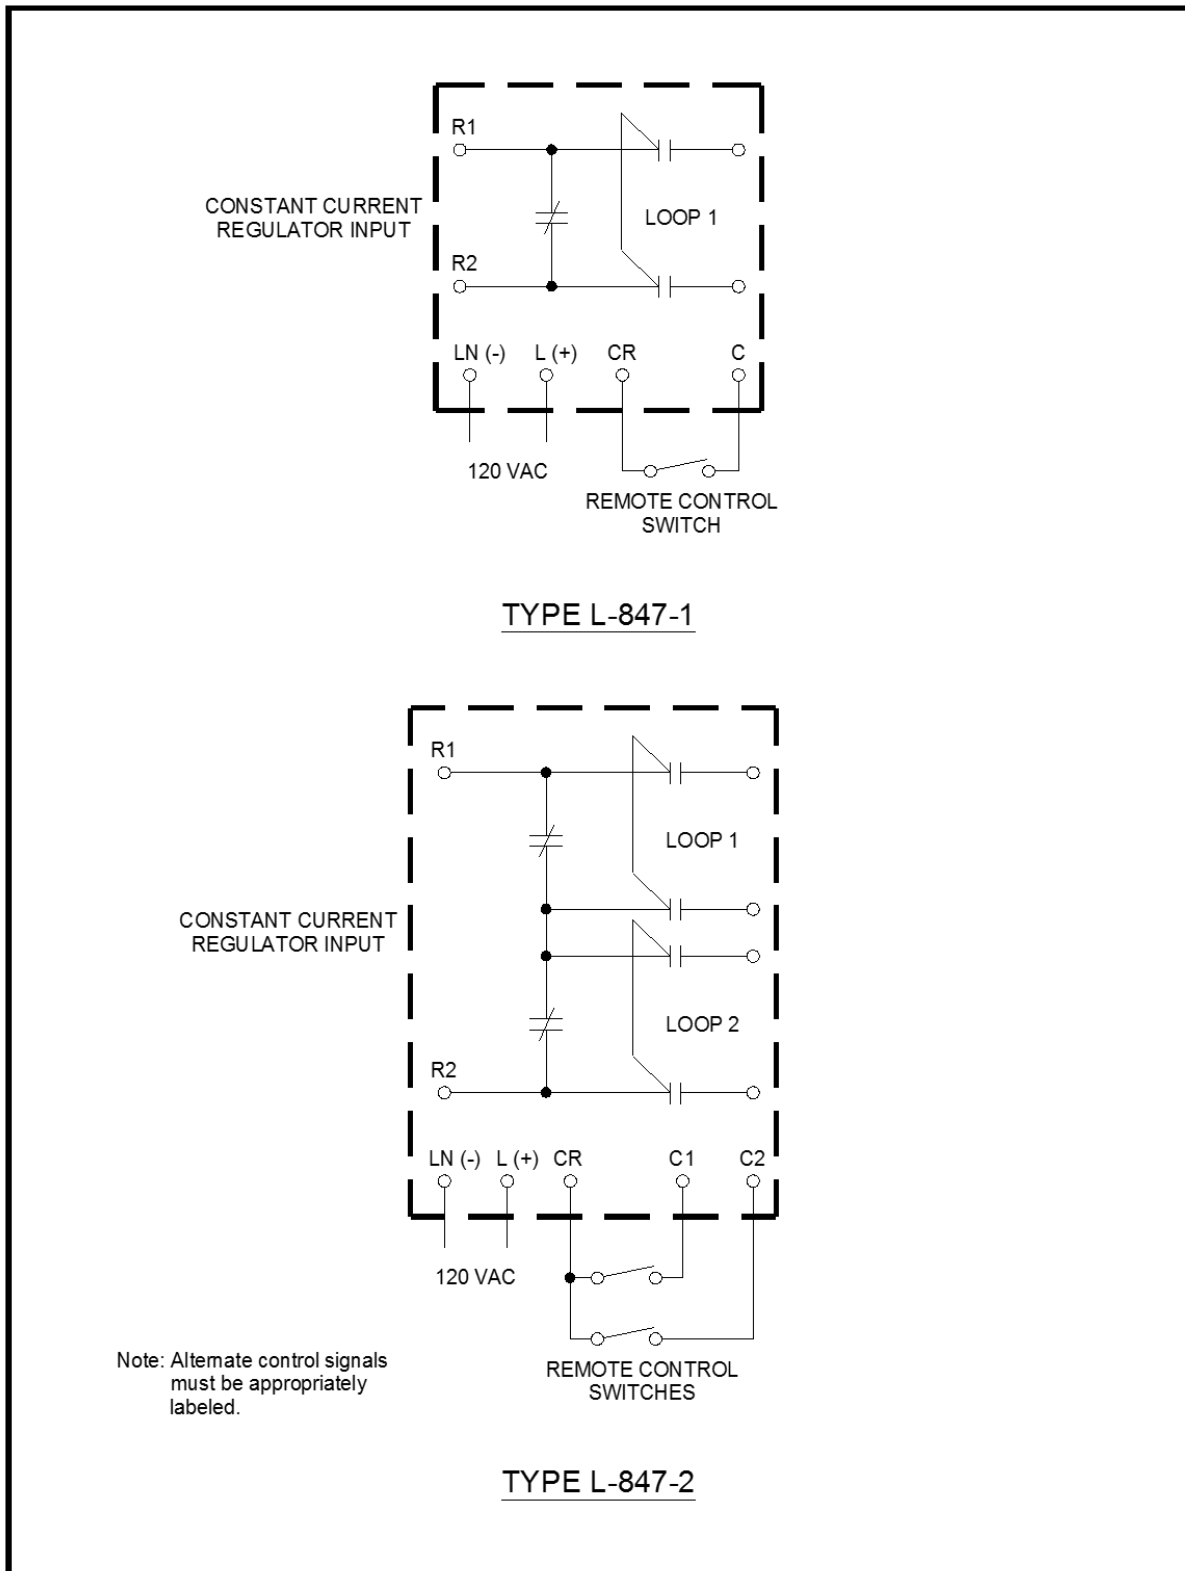 R1
CONSTANT CURRENT
REGULATOR INPUT
LOOP 1
R2
LN (-) L (+) CR C
120 VAC
REMOTE CONTROL
SWITCH
TYPE L-847-1
R1
LOOP 1
CONSTANT CURRENT
REGULATOR INPUT
LOOP 2
R2
LN (-) L (+) CR C1 C2
120 VAC
Note: Alternate control signals
must be appropriately
labeled.
REMOTE CONTROL
SWITCHES
TYPE L-847-2